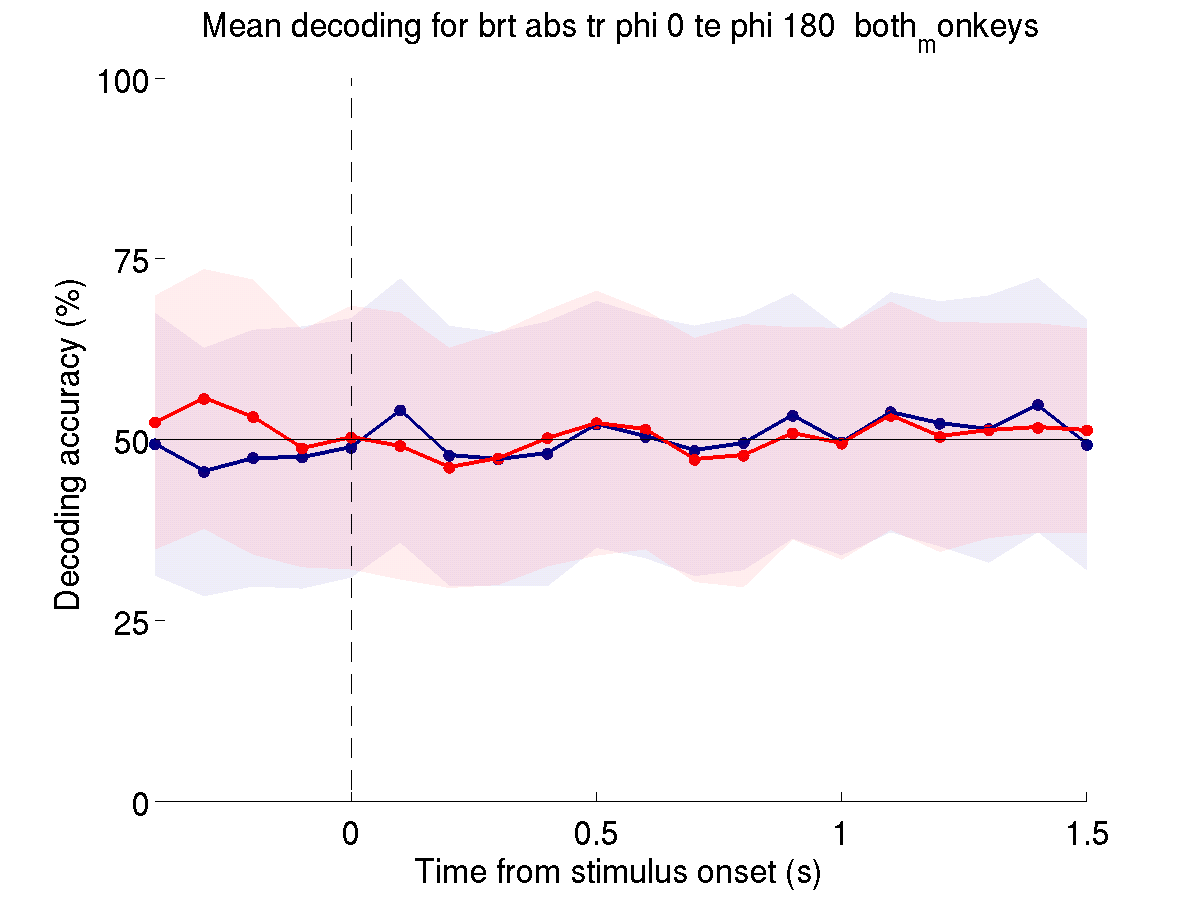 Mean decoding for brt abs tr phi 0 te phi 180 both_monkeys
100
75
50
25
0
Decoding accuracy (%)
0 0.5 1 1.5
Time from stimulus onset (s)